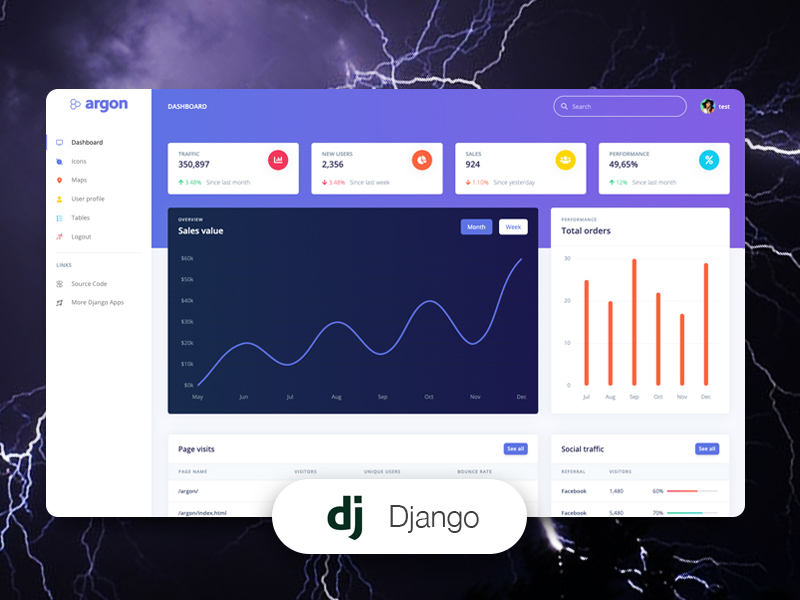 argon
DASHBOARD
Search
test
Dashboard
Icons
Maps
User profile
Tables
Logout
LINKS
Source Code
More Django Apps
TRAFFIC
350,897
3.48% Since last month
NEW USERS
2,356
3.48% Since last week
SALES
924
1.10% Since yesterday
PERFORMANCE
49,65%
12% Since last month
OVERVIEW
Sales value
Month Week
$60k
$50k
$40k
$30k
$20k
$10k
$0k
May Jun Jul Aug Sep Oct Nov Dec
PERFORMANCE
Total orders
30
20
10
0
Jul Aug Sep Oct Nov Dec
Page visits See all
PAGE NAME VISITORS UNIQUE USERS BOUNCE RATE
/argon/
/argon/index.html
Social traffic See all
REFERRAL VISITORS
Facebook 1,480 60%
Facebook 5,480 70%
dj Django